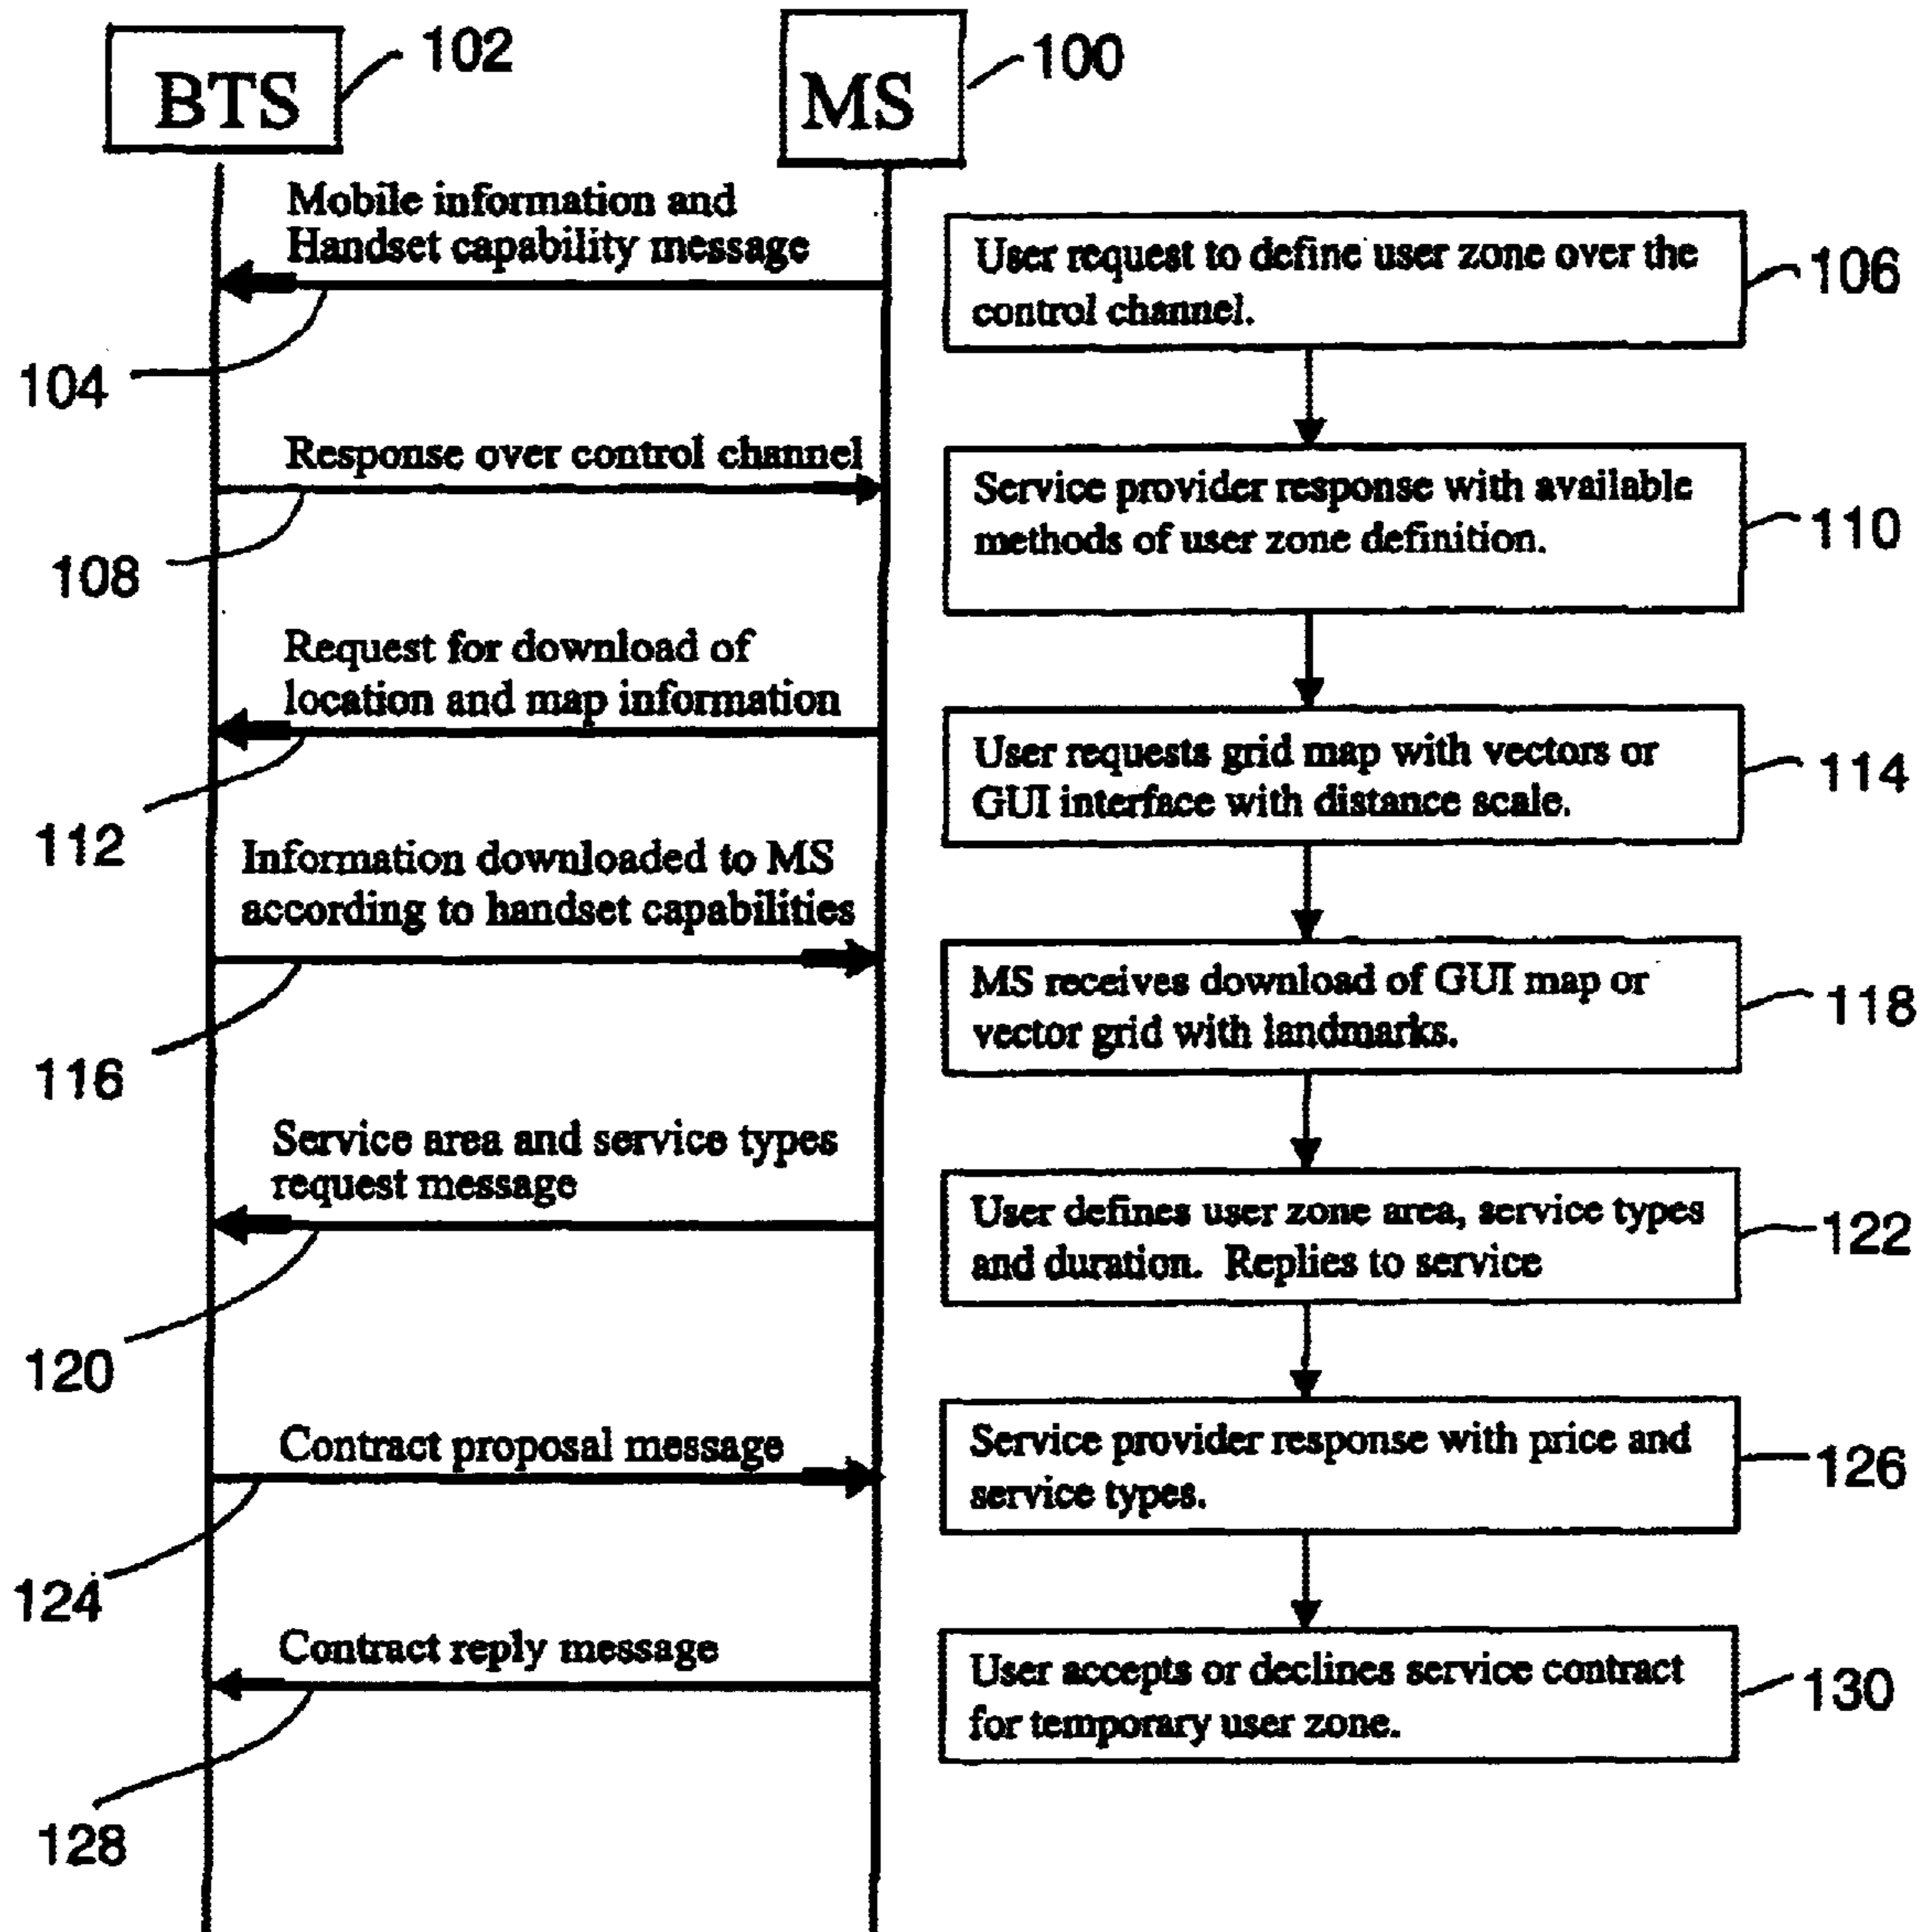 BTS
102
MS
100
Mobile information and
Handset capability message
104
User request to define user zone over the
control channel.
106
Response over control channel
108
Service provider response with available
methods of user zone definition.
110
Request for download of
location and map information
112
User requests grid map with vectors or
GUI interface with distance scale.
114
Information downloaded to MS
according to handset capabilities
116
MS receives download of GUI map or
vector grid with landmarks.
118
Service area and service types
request message
120
User defines user zone area, service types
and duration. Replies to service
122
Contract proposal message
124
Service provider response with price and
service types.
126
Contract reply message
128
User accepts or declines service contract
for temporary user zone.
130